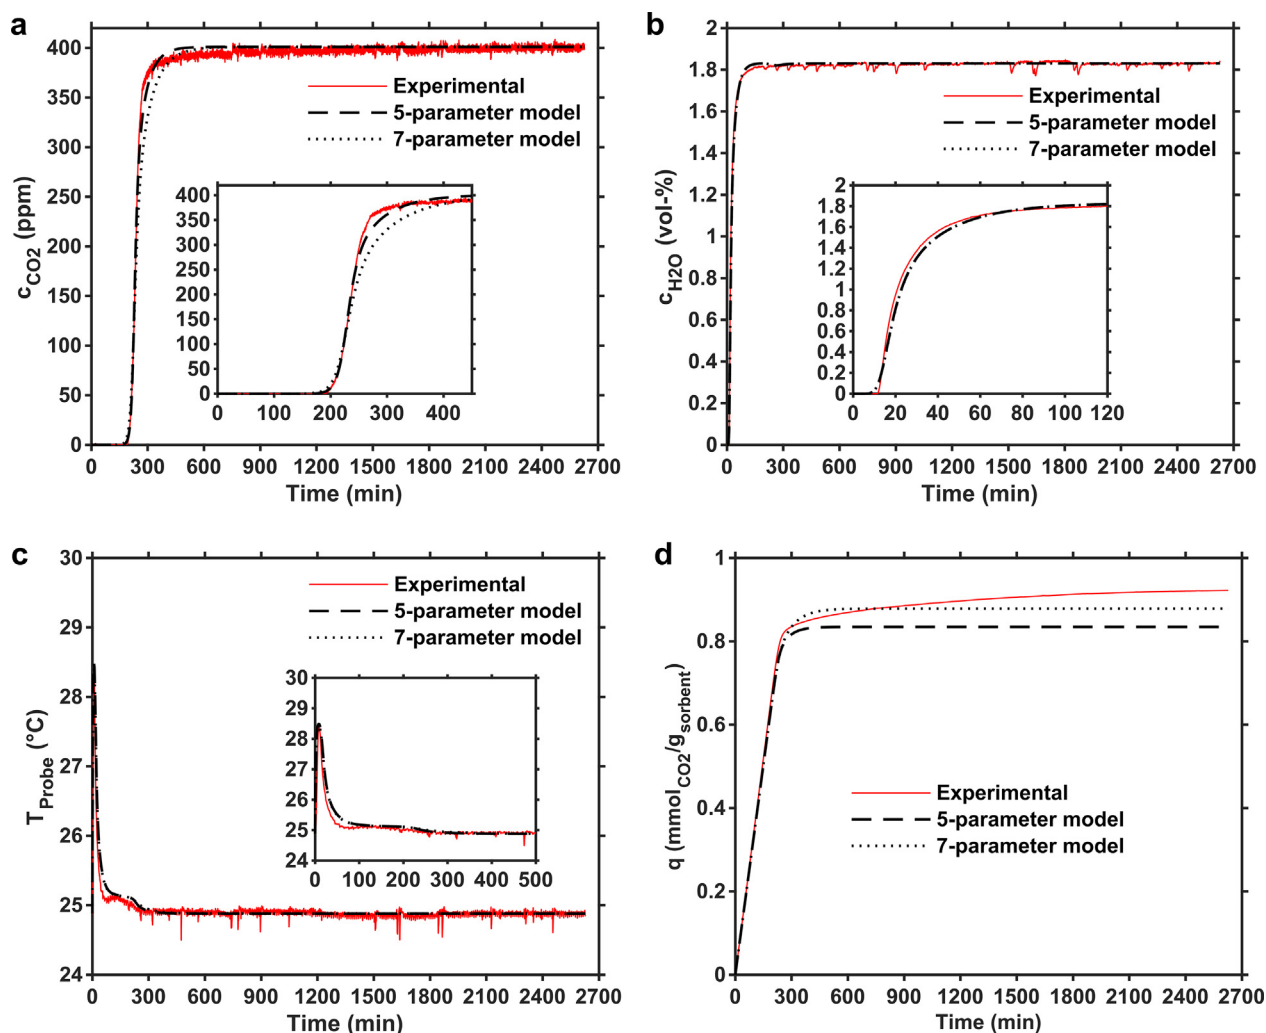 a
c_CO2 (ppm)
400
350
300
250
200
150
100
50
0
Experimental
5-parameter model
7-parameter model
400
350
300
250
200
150
100
50
0
0 100 200 300 400
0 300 600 900 1200 1500 1800 2100 2400 2700
Time (min)
b
c_H2O (vol-%)
2
1.8
1.6
1.4
1.2
1
0.8
0.6
0.4
0.2
0
Experimental
5-parameter model
7-parameter model
2
1.8
1.6
1.4
1.2
1
0.8
0.6
0.4
0.2
0
0 20 40 60 80 100 120
0 300 600 900 1200 1500 1800 2100 2400 2700
Time (min)
c
T_Probe (°C)
30
29
28
27
26
25
24
Experimental
5-parameter model
7-parameter model
30
29
28
27
26
25
24
0 100 200 300 400 500
0 300 600 900 1200 1500 1800 2100 2400 2700
Time (min)
d
q (mmol_CO2/g_sorbent)
1
0.8
0.6
0.4
0.2
0
Experimental
5-parameter model
7-parameter model
0 300 600 900 1200 1500 1800 2100 2400 2700
Time (min)